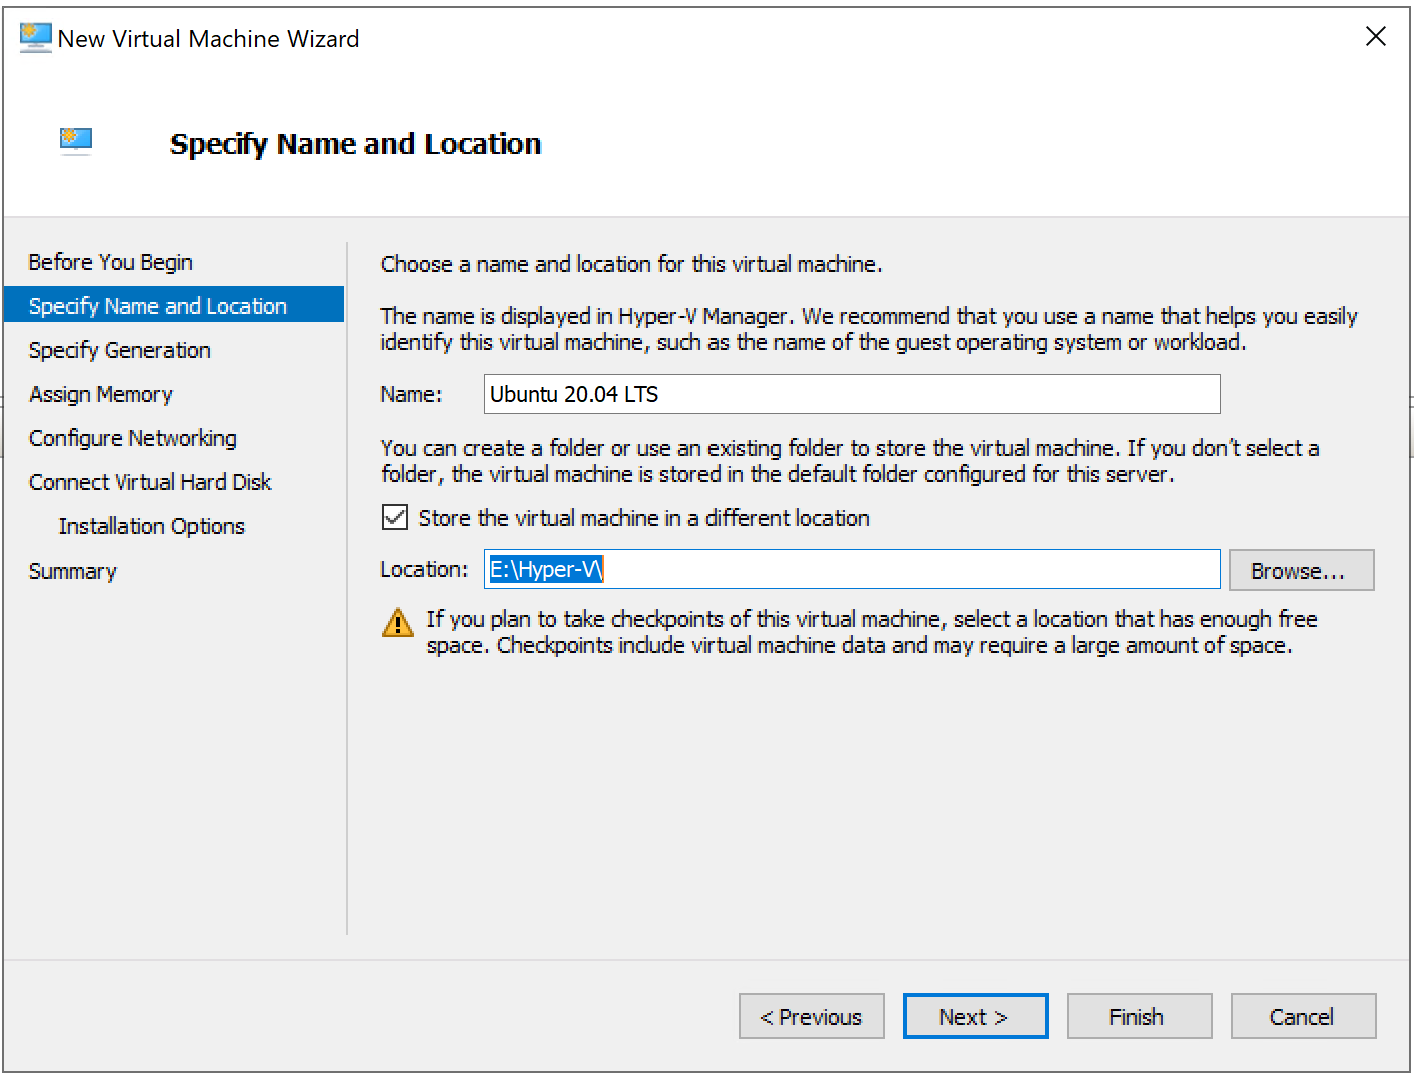 New Virtual Machine Wizard
Specify Name and Location
Before You Begin
Specify Name and Location
Specify Generation
Assign Memory
Configure Networking
Connect Virtual Hard Disk
Installation Options
Summary
Choose a name and location for this virtual machine.
The name is displayed in Hyper-V Manager. We recommend that you use a name that helps you easily
identify this virtual machine, such as the name of the guest operating system or workload.
Name: Ubuntu 20.04 LTS
You can create a folder or use an existing folder to store the virtual machine. If you don't select a
folder, the virtual machine is stored in the default folder configured for this server.
Store the virtual machine in a different location
Location: E:\Hyper-V\ Browse...
If you plan to take checkpoints of this virtual machine, select a location that has enough free
space. Checkpoints include virtual machine data and may require a large amount of space.
< Previous Next > Finish Cancel